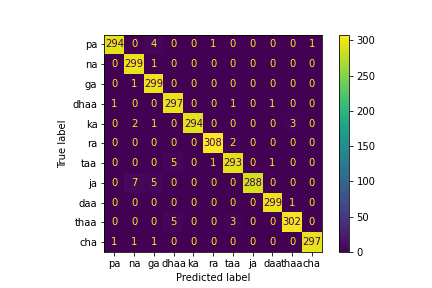 pa 294 0 4 0 0 1 0 0 0 0 1
na 0 299 1 0 0 0 0 0 0 0 0
ga 0 1 299 0 0 0 0 0 0 0 0
dhaa 1 0 0 297 0 0 1 0 1 0 0
ka 0 2 1 0 294 0 0 0 0 3 0
ra 0 0 0 0 0 308 2 0 0 0 0
taa 0 0 0 5 0 1 293 0 1 0 0
ja 0 7 5 0 0 0 0 288 0 0 0
daa 0 0 0 0 0 0 0 0 299 1 0
thaa 0 0 0 5 0 0 3 0 0 302 0
cha 1 1 1 0 0 0 0 0 0 0 297
pa na ga dhaa ka ra taa ja daa thaa cha
Predicted label
True label
300
250
200
150
100
50
0